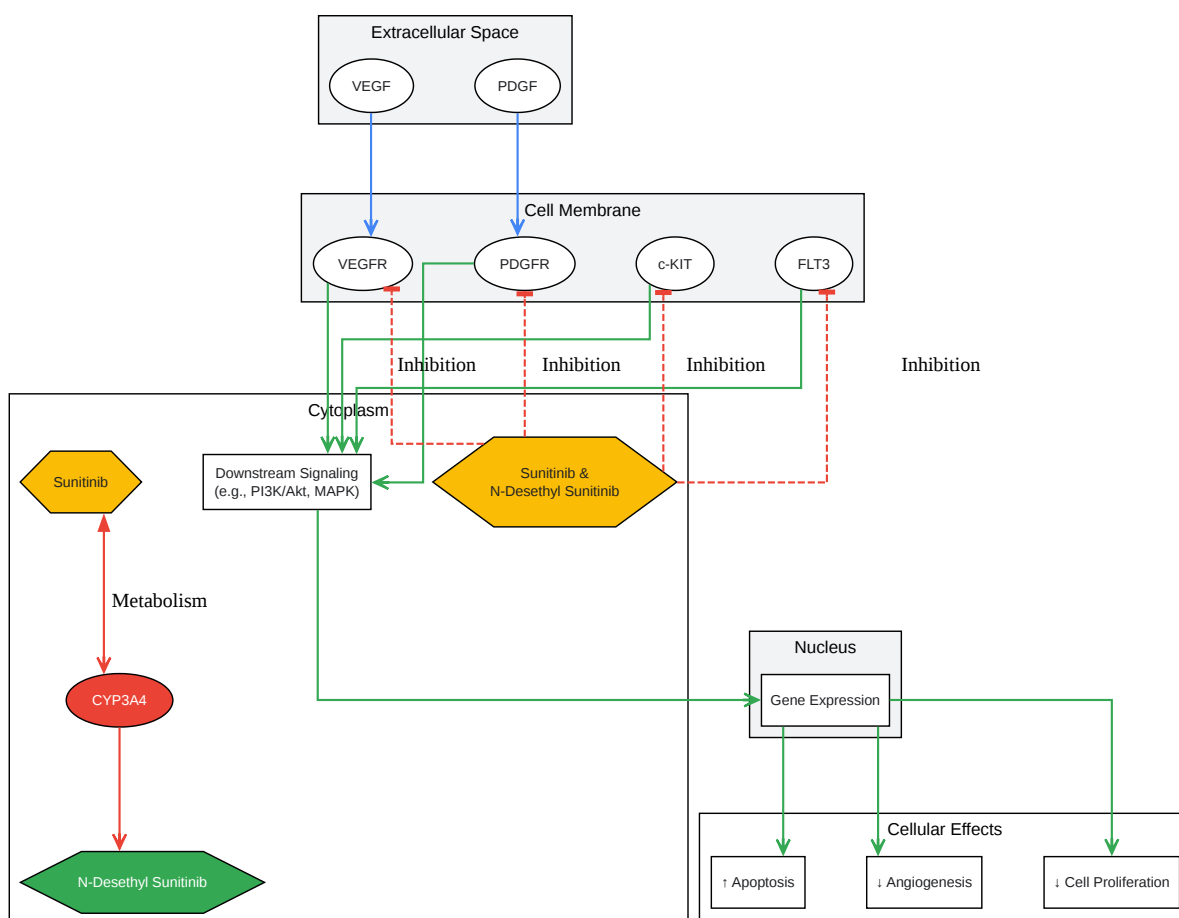 Extracellular Space
VEGF
PDGF
Cell Membrane
VEGFR
PDGFR
c-KIT
FLT3
Inhibition
Inhibition
Inhibition
Inhibition
Cytoplasm
Sunitinib
Downstream Signaling
(e.g., PI3K/Akt, MAPK)
Sunitinib &
N-Desethyl Sunitinib
Metabolism
CYP3A4
Nucleus
Gene Expression
Cellular Effects
N-Desethyl Sunitinib
↑ Apoptosis
↓ Angiogenesis
↓ Cell Proliferation